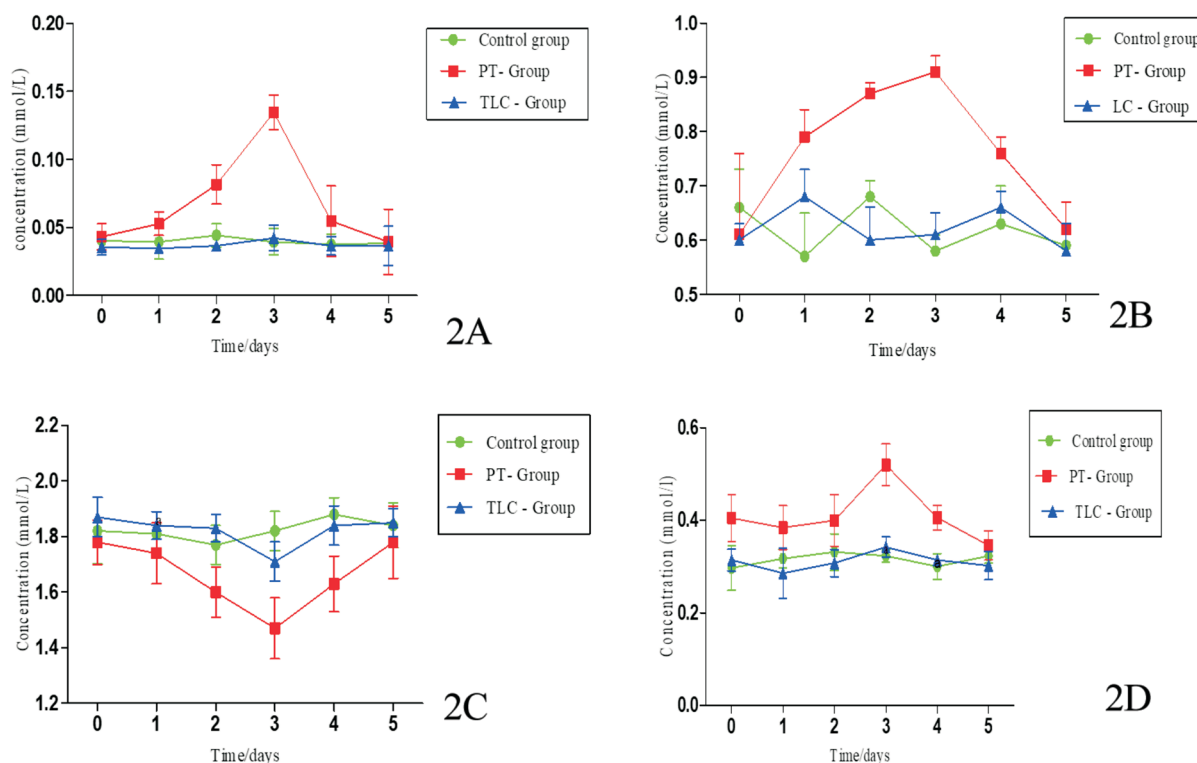 0.20
0.15
0.10
0.05
0.00
concentration (mmol/L)
0 1 2 3 4 5
Time/days
Control group
PT- Group
TLC - Group
2A
1.0
0.9
0.8
0.7
0.6
0.5
Concentration (mmol/L)
0 1 2 3 4 5
Time/days
Control group
PT- Group
LC - Group
2B
2.2
2.0
1.8
1.6
1.4
1.2
Concentration (mmol/L)
0 1 2 3 4 5
Time/days
Control group
PT- Group
TLC - Group
2C
0.6
0.4
0.2
0.0
Concentration (mmol/l)
0 1 2 3 4 5
Time/days
Control group
PT- Group
TLC - Group
2D